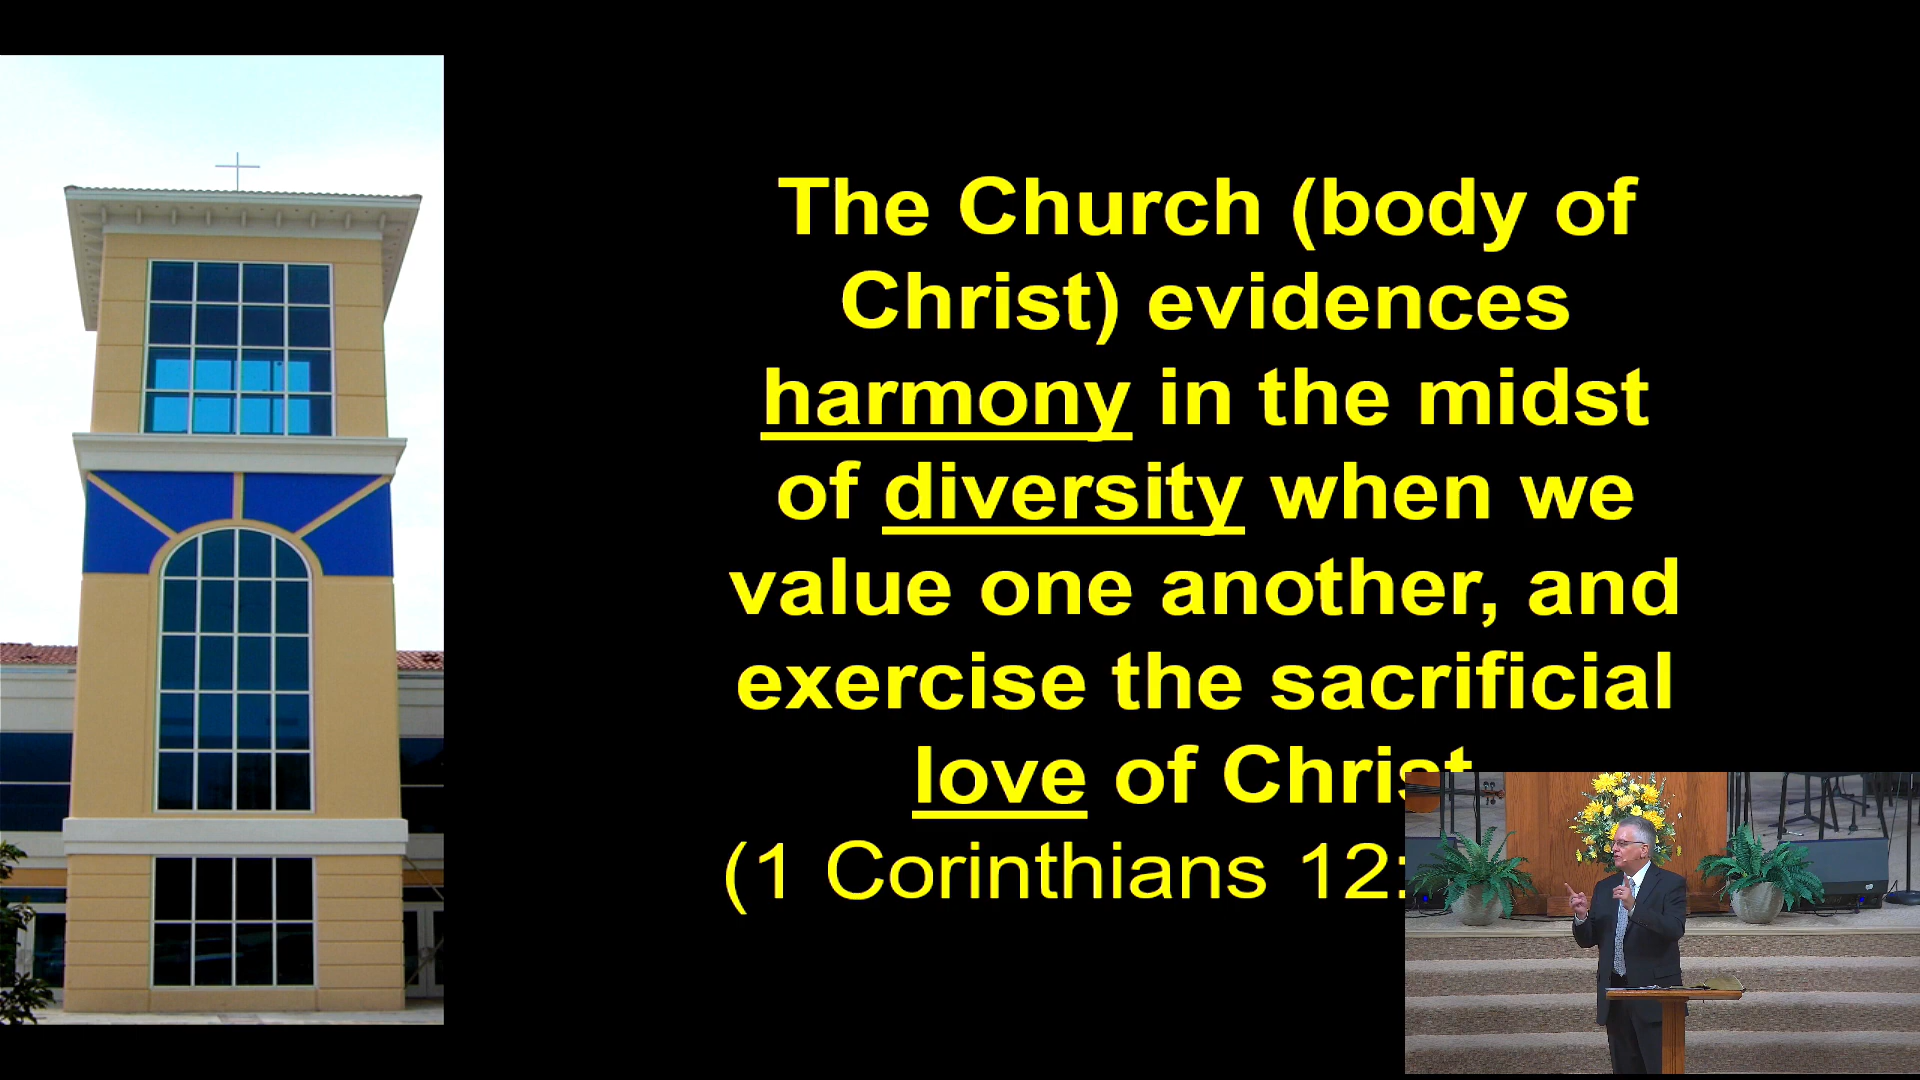 The Church (body of
Christ) evidences
harmony in the midst
of diversity when we
value one another, and
exercise the sacrificial
love of Christ
(1 Corinthians 12: